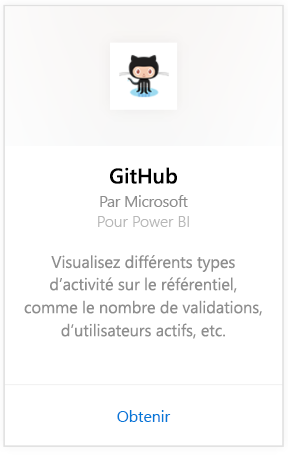 GitHub
Par Microsoft
Pour Power BI
Visualisez différents types
d’activité sur le référentiel,
comme le nombre de validations,
d’utilisateurs actifs, etc.
Obtenir